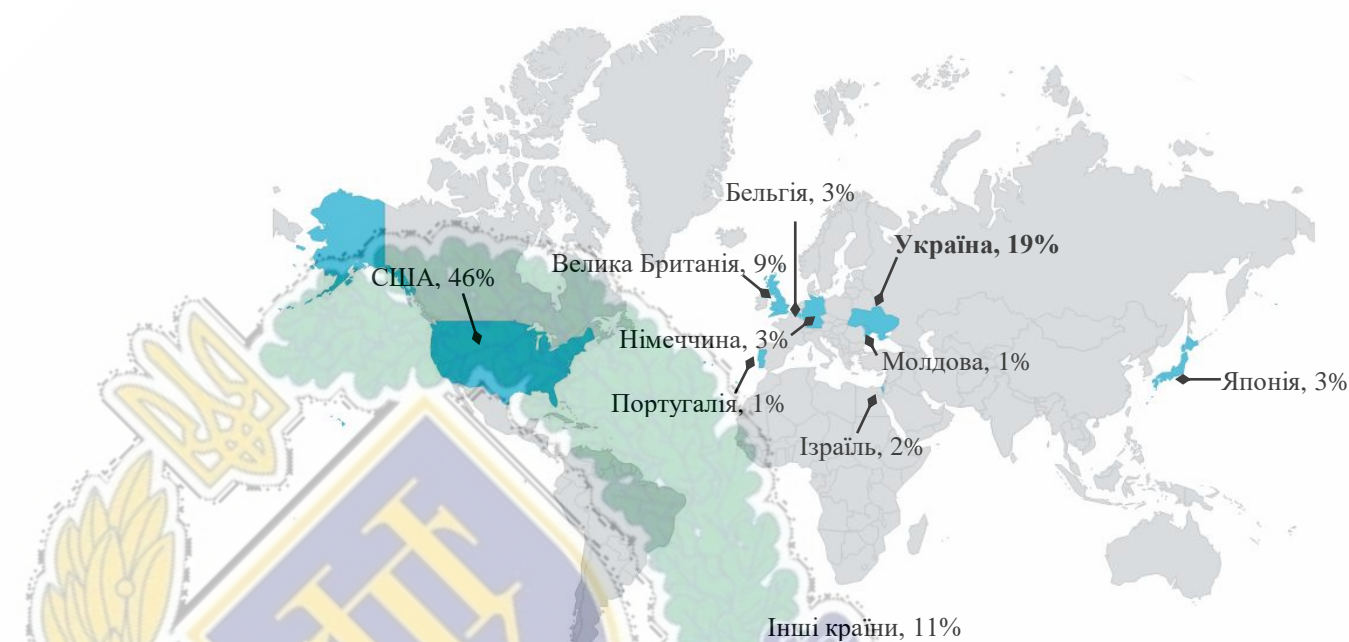 Бельгія, 3%
Україна, 19%
Велика Британія, 9%
США, 46%
Німеччина, 3%
Молдова, 1%
Японія, 3%
Португалія, 1%
Ізраїль, 2%
Інші країни, 11%